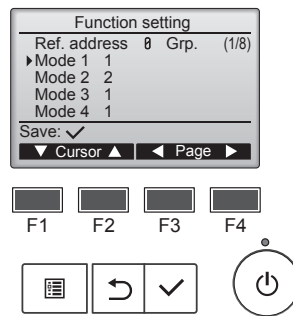 Function setting
Ref. address 0 Grp. (1/8)
▶Mode 1 1
Mode 2 2
Mode 3 1
Mode 4 1
Save: ✓
▼ Cursor ▲ ◀ Page ▶
F1 F2 F3 F4